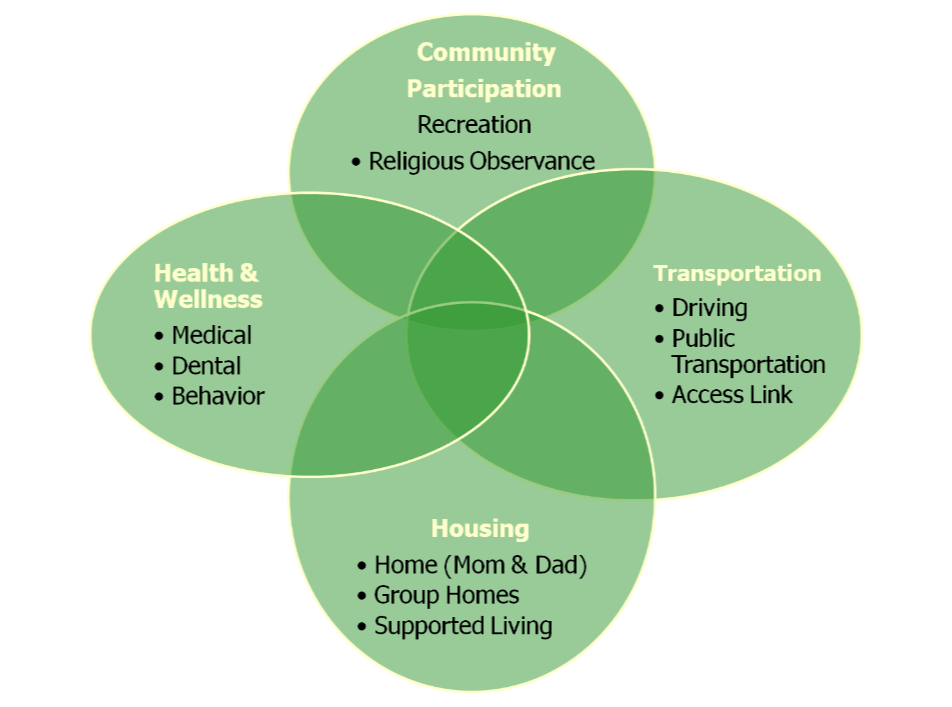 Community
Participation
Recreation
• Religious Observance
Health &
Wellness
• Medical
• Dental
• Behavior
Transportation
• Driving
• Public
Transportation
• Access Link
Housing
• Home (Mom & Dad)
• Group Homes
• Supported Living